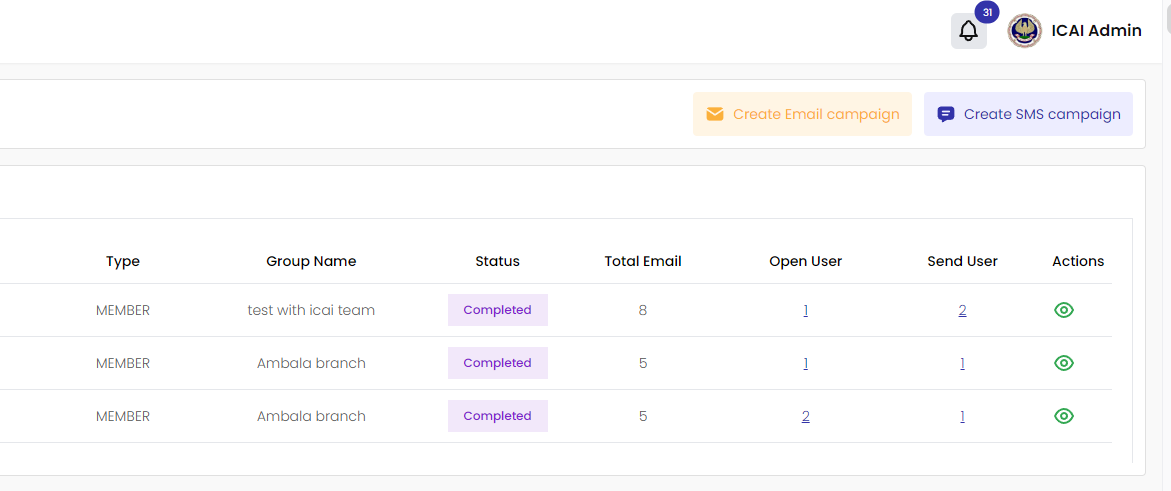 31
ICAI Admin
Create Email campaign Create SMS campaign
Type Group Name Status Total Email Open User Send User Actions
MEMBER test with icai team Completed 8 1 2
MEMBER Ambala branch Completed 5 1 1
MEMBER Ambala branch Completed 5 2 1